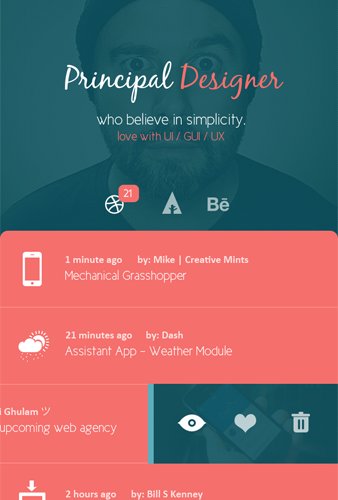 Principal Designer
who believe in simplicity.
love with UI / GUI / UX
21
Bē
1 minute ago by: Mike | Creative Mints
Mechanical Grasshopper
21 minutes ago by: Dash
Assistant App - Weather Module
i Ghulam ツ
upcoming web agency
2 hours ago by: Bill S Kenney